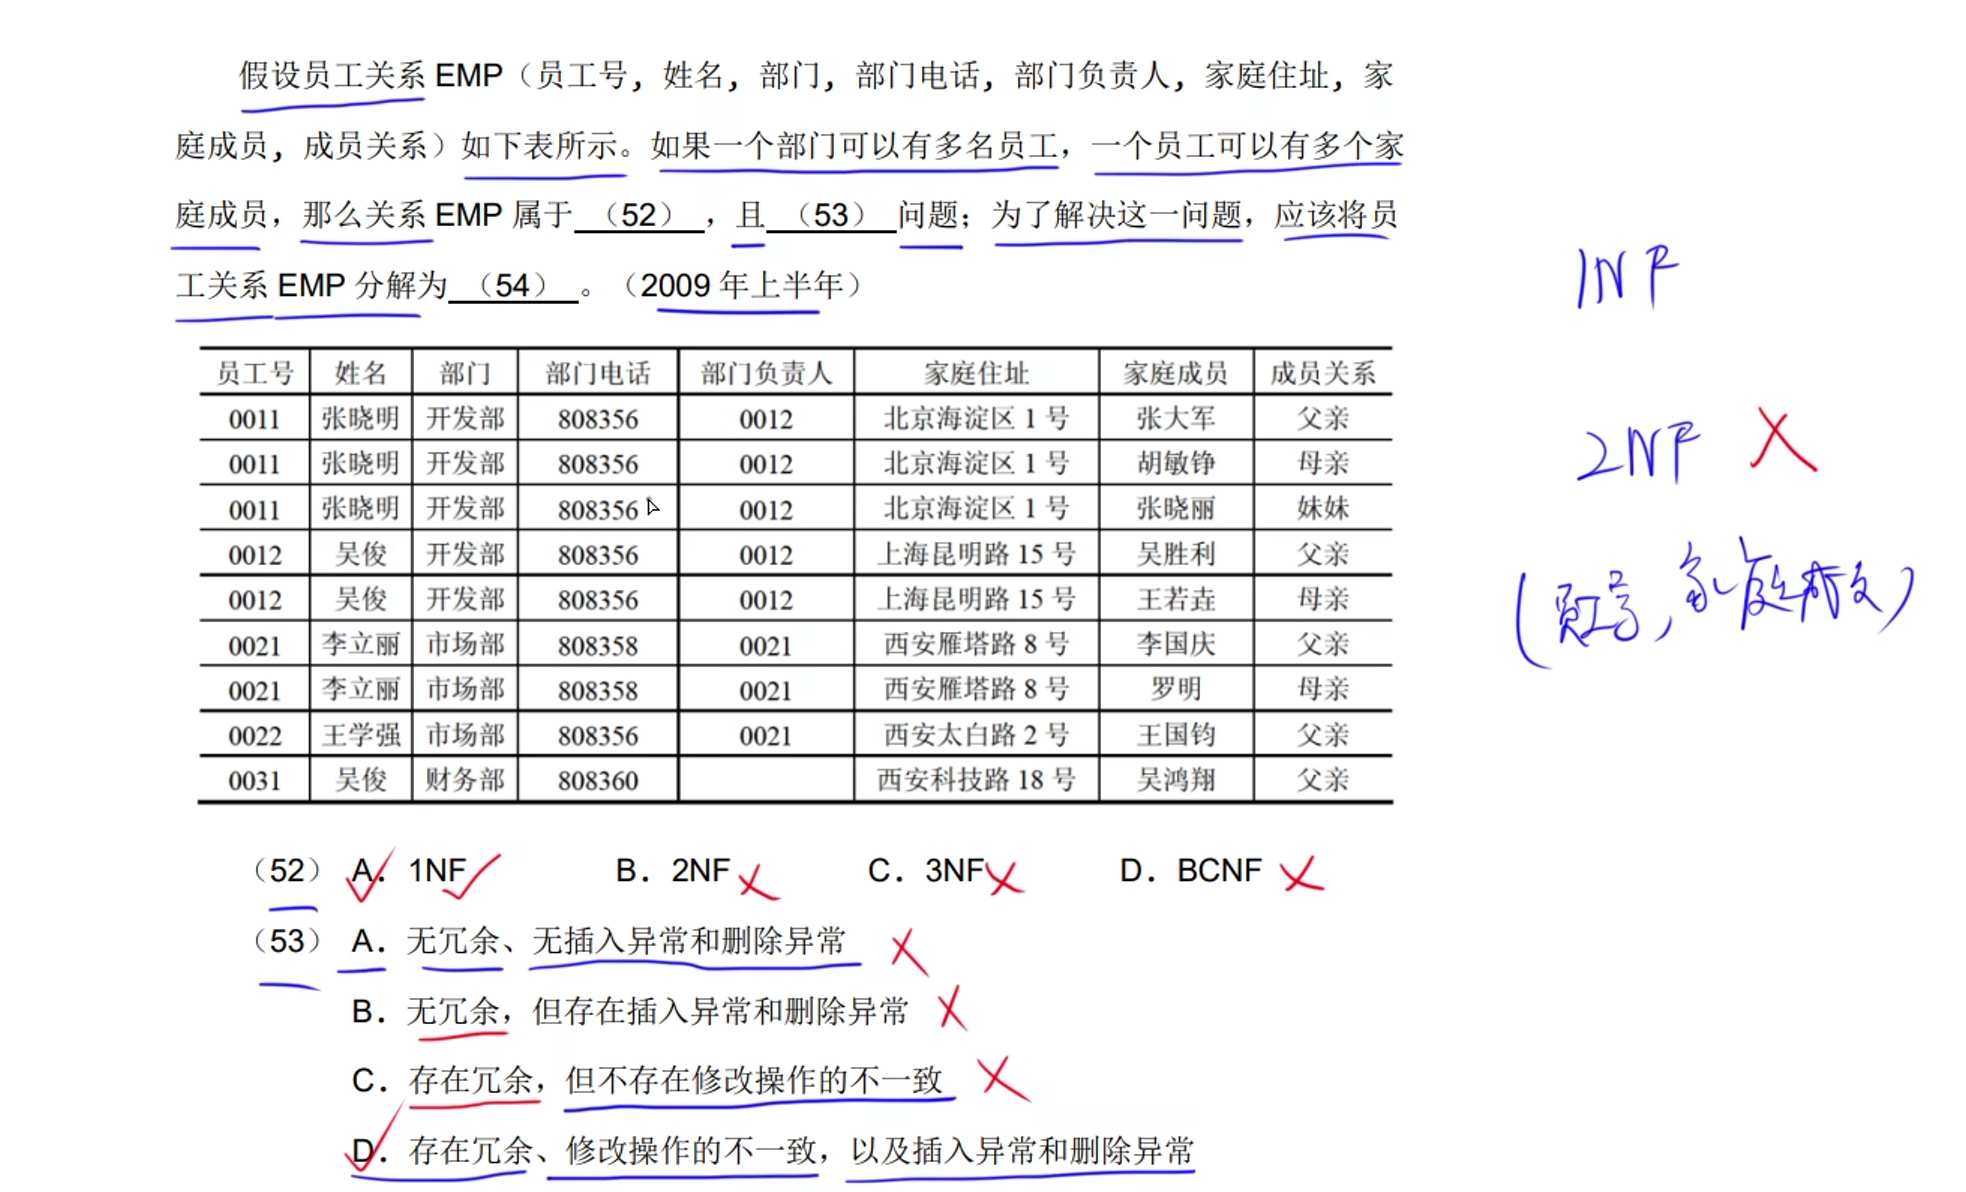 假设员工关系 EMP（员工号，姓名，部门，部门电话，部门负责人，家庭住址，家
庭成员，成员关系）如下表所示。如果一个部门可以有多名员工，一个员工可以有多个家
庭成员，那么关系 EMP 属于 （52） ，且 （53） 问题；为了解决这一问题，应该将员
工关系 EMP 分解为 （54） 。（2009 年上半年）
1NF
2NF
(员工号，家庭成员)
员工号 姓名 部门 部门电话 部门负责人 家庭住址 家庭成员 成员关系
0011 张晓明 开发部 808356 0012 北京海淀区 1 号 张大军 父亲
0011 张晓明 开发部 808356 0012 北京海淀区 1 号 胡敏铮 母亲
0011 张晓明 开发部 808356 0012 北京海淀区 1 号 张晓丽 妹妹
0012 吴俊 开发部 808356 0012 上海昆明路 15 号 吴胜利 父亲
0012 吴俊 开发部 808356 0012 上海昆明路 15 号 王若垚 母亲
0021 李立丽 市场部 808358 0021 西安雁塔路 8 号 李国庆 父亲
0021 李立丽 市场部 808358 0021 西安雁塔路 8 号 罗明 母亲
0022 王学强 市场部 808356 0021 西安太白路 2 号 王国钧 父亲
0031 吴俊 财务部 808360 西安科技路 18 号 吴鸿翔 父亲
（52） A．1NF B．2NF C．3NF D．BCNF
（53） A．无冗余、无插入异常和删除异常
B．无冗余，但存在插入异常和删除异常
C．存在冗余，但不存在修改操作的不一致
D．存在冗余、修改操作的不一致，以及插入异常和删除异常